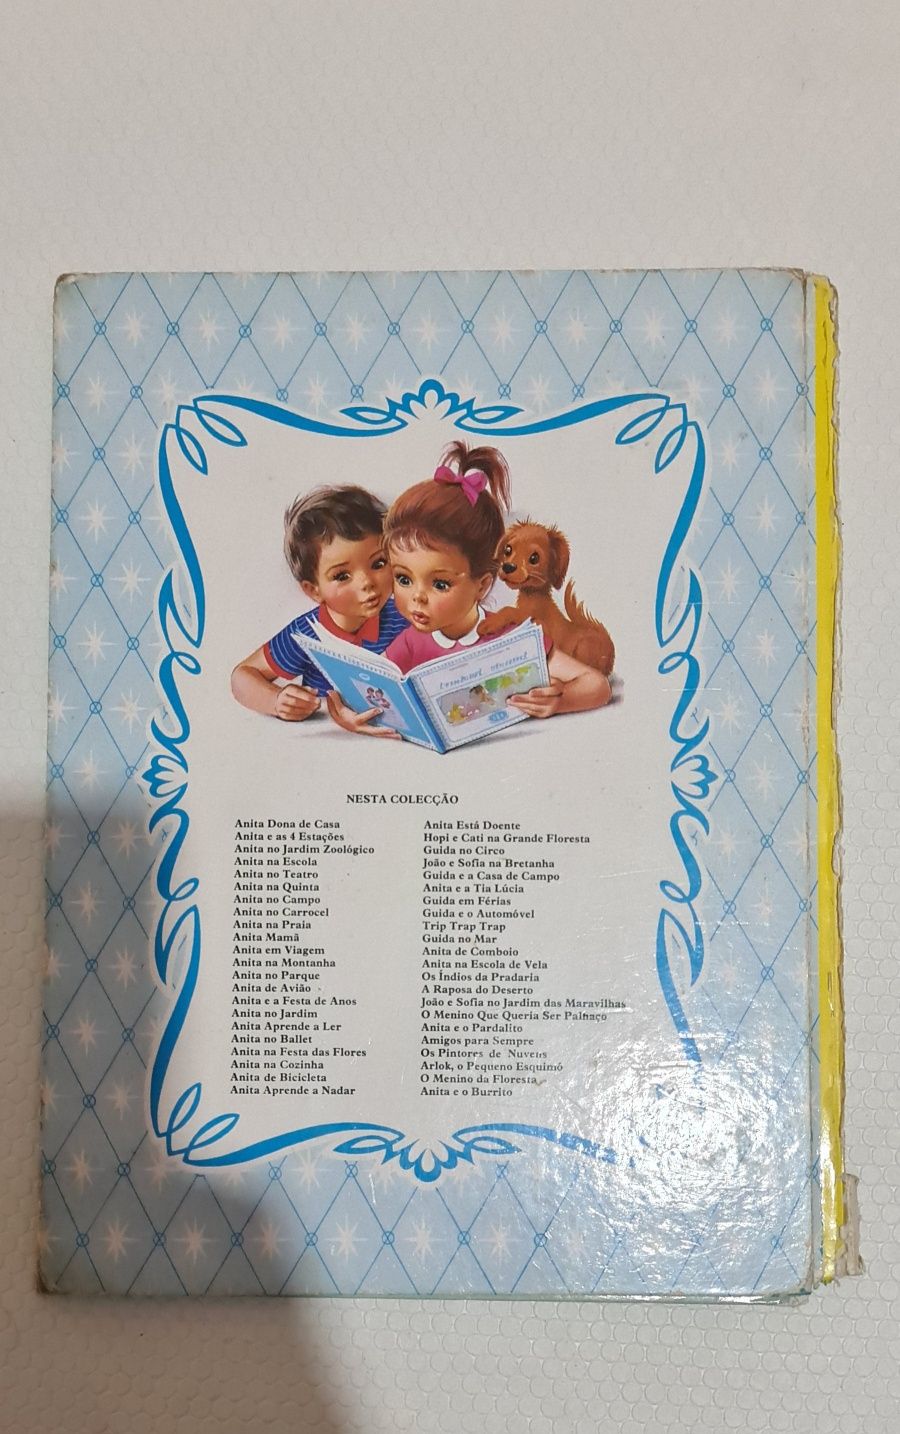 NESTA COLECÇÃO
Anita Dona de Casa
Anita e as 4 Estações
Anita no Jardim Zoológico
Anita na Escola
Anita no Teatro
Anita na Quinta
Anita no Campo
Anita no Carrocel
Anita na Praia
Anita Mamã
Anita em Viagem
Anita na Montanha
Anita no Parque
Anita de Avião
Anita e a Festa de Anos
Anita no Jardim
Anita Aprende a Ler
Anita no Ballet
Anita na Festa das Flores
Anita na Cozinha
Anita de Bicicleta
Anita Aprende a Nadar
Anita Está Doente
Hopi e Cati na Grande Floresta
Guida no Circo
João e Sofia na Bretanha
Guida e a Casa de Campo
Anita e a Tia Lúcia
Guida em Férias
Guida e o Automóvel
Trip Trap Trap
Guida no Mar
Anita de Comboio
Anita na Escola de Vela
Os Índios da Pradaria
A Raposa do Deserto
João e Sofia no Jardim das Maravilhas
O Menino Que Queria Ser Palhaço
Anita e o Pardalito
Amigos para Sempre
Os Pintores de Nuvens
Arlok, o Pequeno Esquimó
O Menino da Floresta
Anita e o Burrito